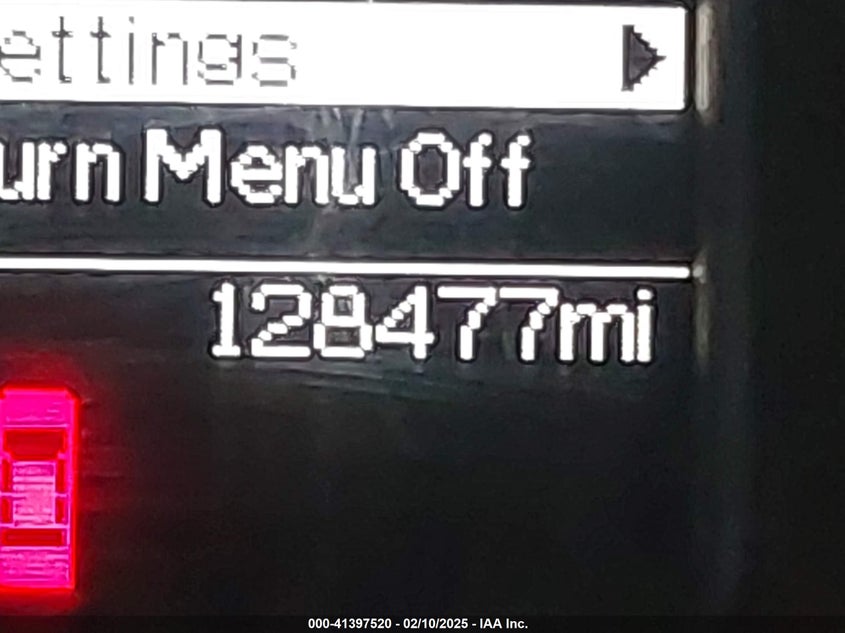 ettings
urn Menu Off
128477mi
000-41397520 - 02/10/2025 - IAA Inc.